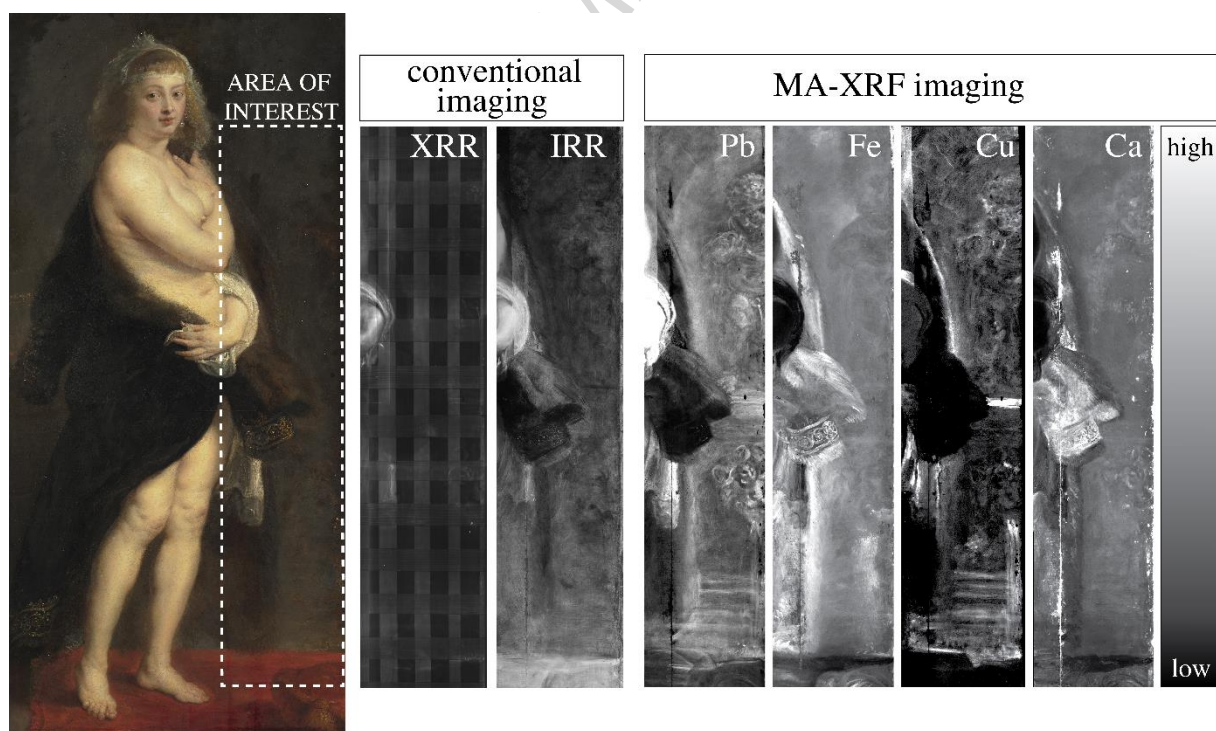 AREA OF
INTEREST
conventional
imaging
MA-XRF imaging
XRR
IRR
Pb
Fe
Cu
Ca
high
low